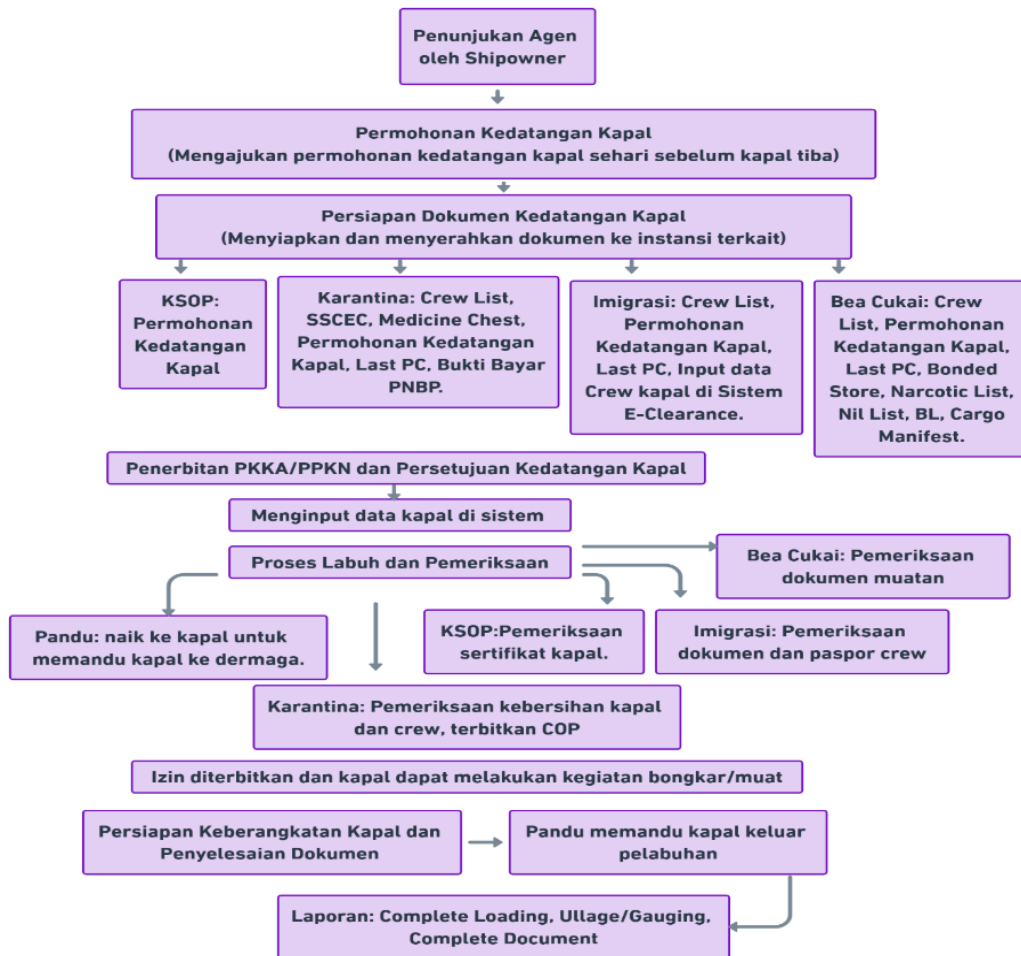 Penunjukan Agen
oleh Shipowner
Permohonan Kedatangan Kapal
(Mengajukan permohonan kedatangan kapal sehari sebelum kapal tiba)
Persiapan Dokumen Kedatangan Kapal
(Menyiapkan dan menyerahkan dokumen ke instansi terkait)
KSOP:
Permohonan
Kedatangan
Kapal
Karantina: Crew List,
SSCEC, Medicine Chest,
Permohonan Kedatangan
Kapal, Last PC, Bukti Bayar
PNBP.
Imigrasi: Crew List,
Permohonan
Kedatangan Kapal,
Last PC, Input data
Crew kapal di Sistem
E-Clearance.
Bea Cukai: Crew
List, Permohonan
Kedatangan Kapal,
Last PC, Bonded
Store, Narcotic List,
Nil List, BL, Cargo
Manifest.
Penerbitan PKKA/PPKN dan Persetujuan Kedatangan Kapal
Menginput data kapal di sistem
Proses Labuh dan Pemeriksaan
Bea Cukai: Pemeriksaan
dokumen muatan
Pandu: naik ke kapal untuk
memandu kapal ke dermaga.
KSOP:Pemeriksaan
sertifikat kapal.
Imigrasi: Pemeriksaan
dokumen dan paspor crew
Karantina: Pemeriksaan kebersihan kapal
dan crew, terbitkan COP
Izin diterbitkan dan kapal dapat melakukan kegiatan bongkar/muat
Persiapan Keberangkatan Kapal dan
Penyelesaian Dokumen
Pandu memandu kapal keluar
pelabuhan
Laporan: Complete Loading, Ullage/Gauging,
Complete Document